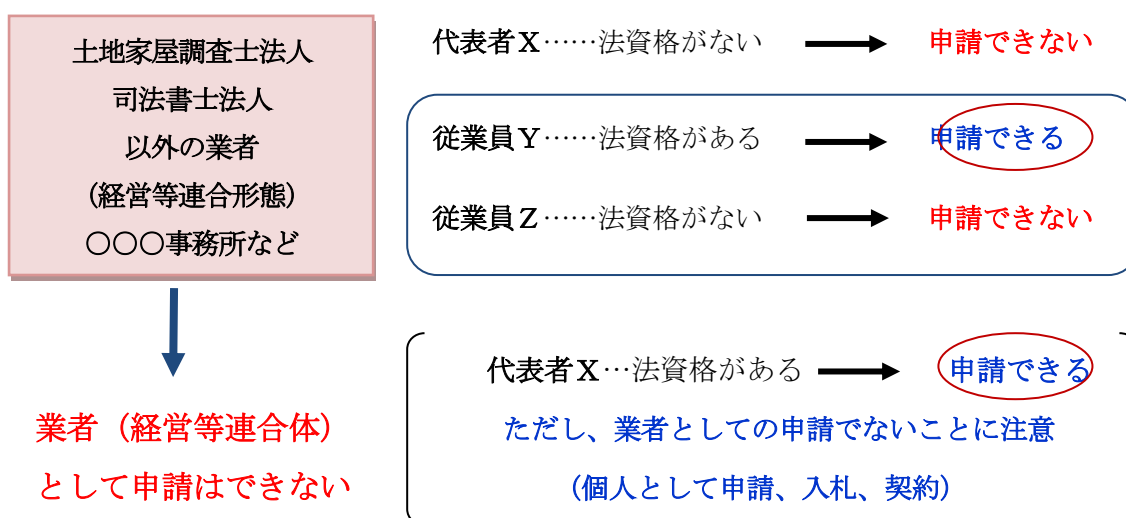 土地家屋調査士法人
司法書士法人
以外の業者
（経営等連合形態）
〇〇〇事務所など
業者（経営等連合体）
として申請はできない
代表者Ｘ……法資格がない
申請できない
従業員Ｙ……法資格がある
申請できる
従業員Ｚ……法資格がない
申請できない
代表者Ｘ…法資格がある
申請できる
ただし、業者としての申請でないことに注意
（個人として申請、入札、契約）